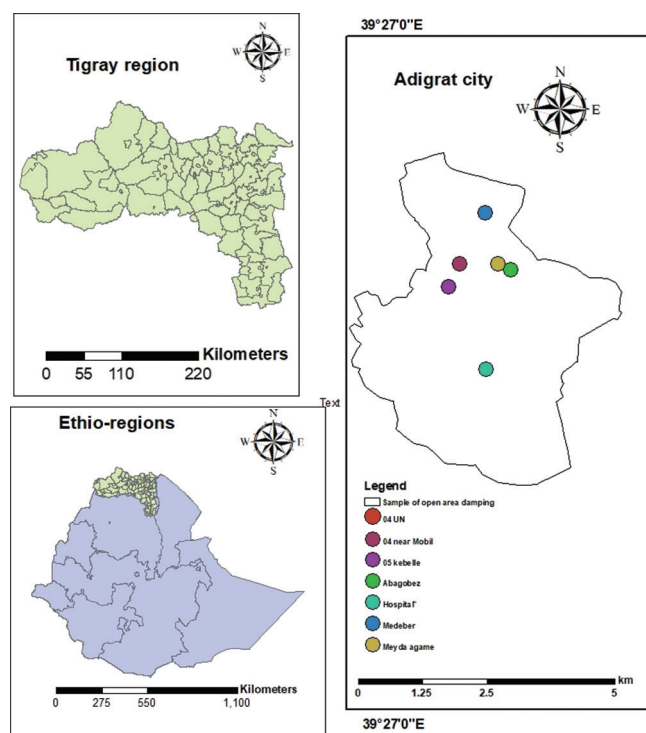 Tigray region
N
W E
S
Kilometers
0 55 110 220
Text
Ethio-regions
N
W E
S
Kilometers
0 275 550 1,100
39°27'0"E
Adigrat city
N
W E
S
Legend
Sample of open area damping
04 UN
04 near Mobil
05 kebelle
Abagobez
Hospital'
Medeber
Meyda agame
km
0 1.25 2.5 5
39°27'0"E